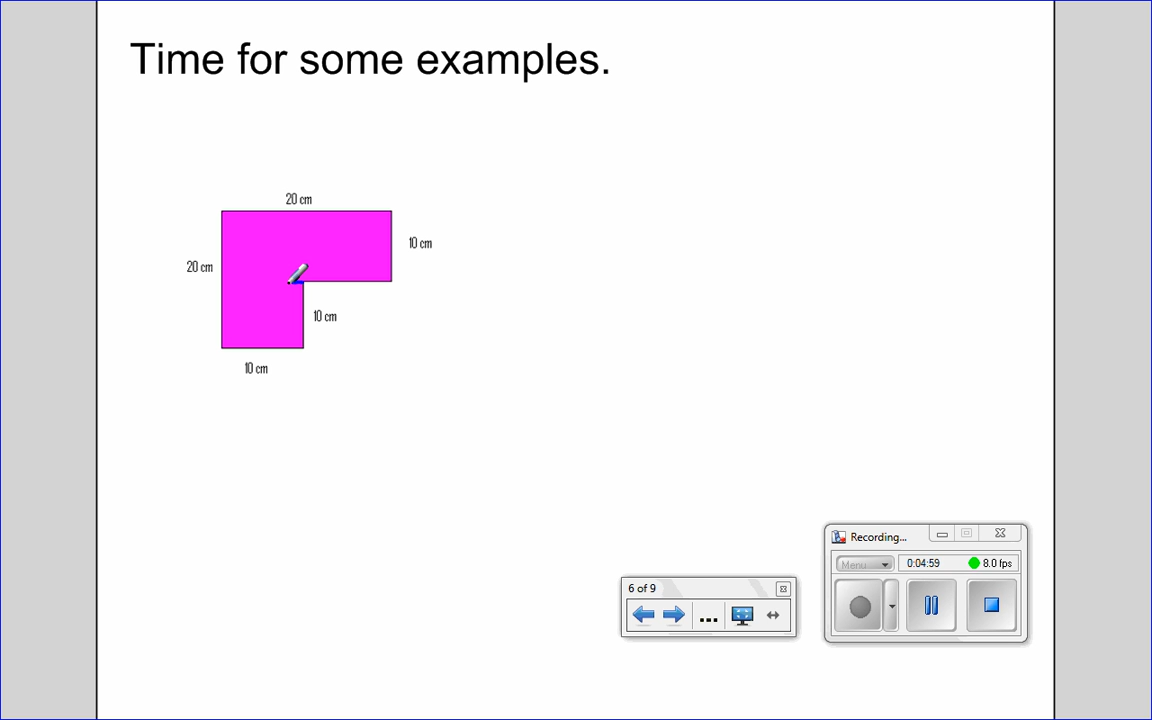 Time for some examples.
20 cm
10 cm
20 cm
10 cm
10 cm
Recording...
Menu
0:04:59
8.0 fps
6 of 9
...